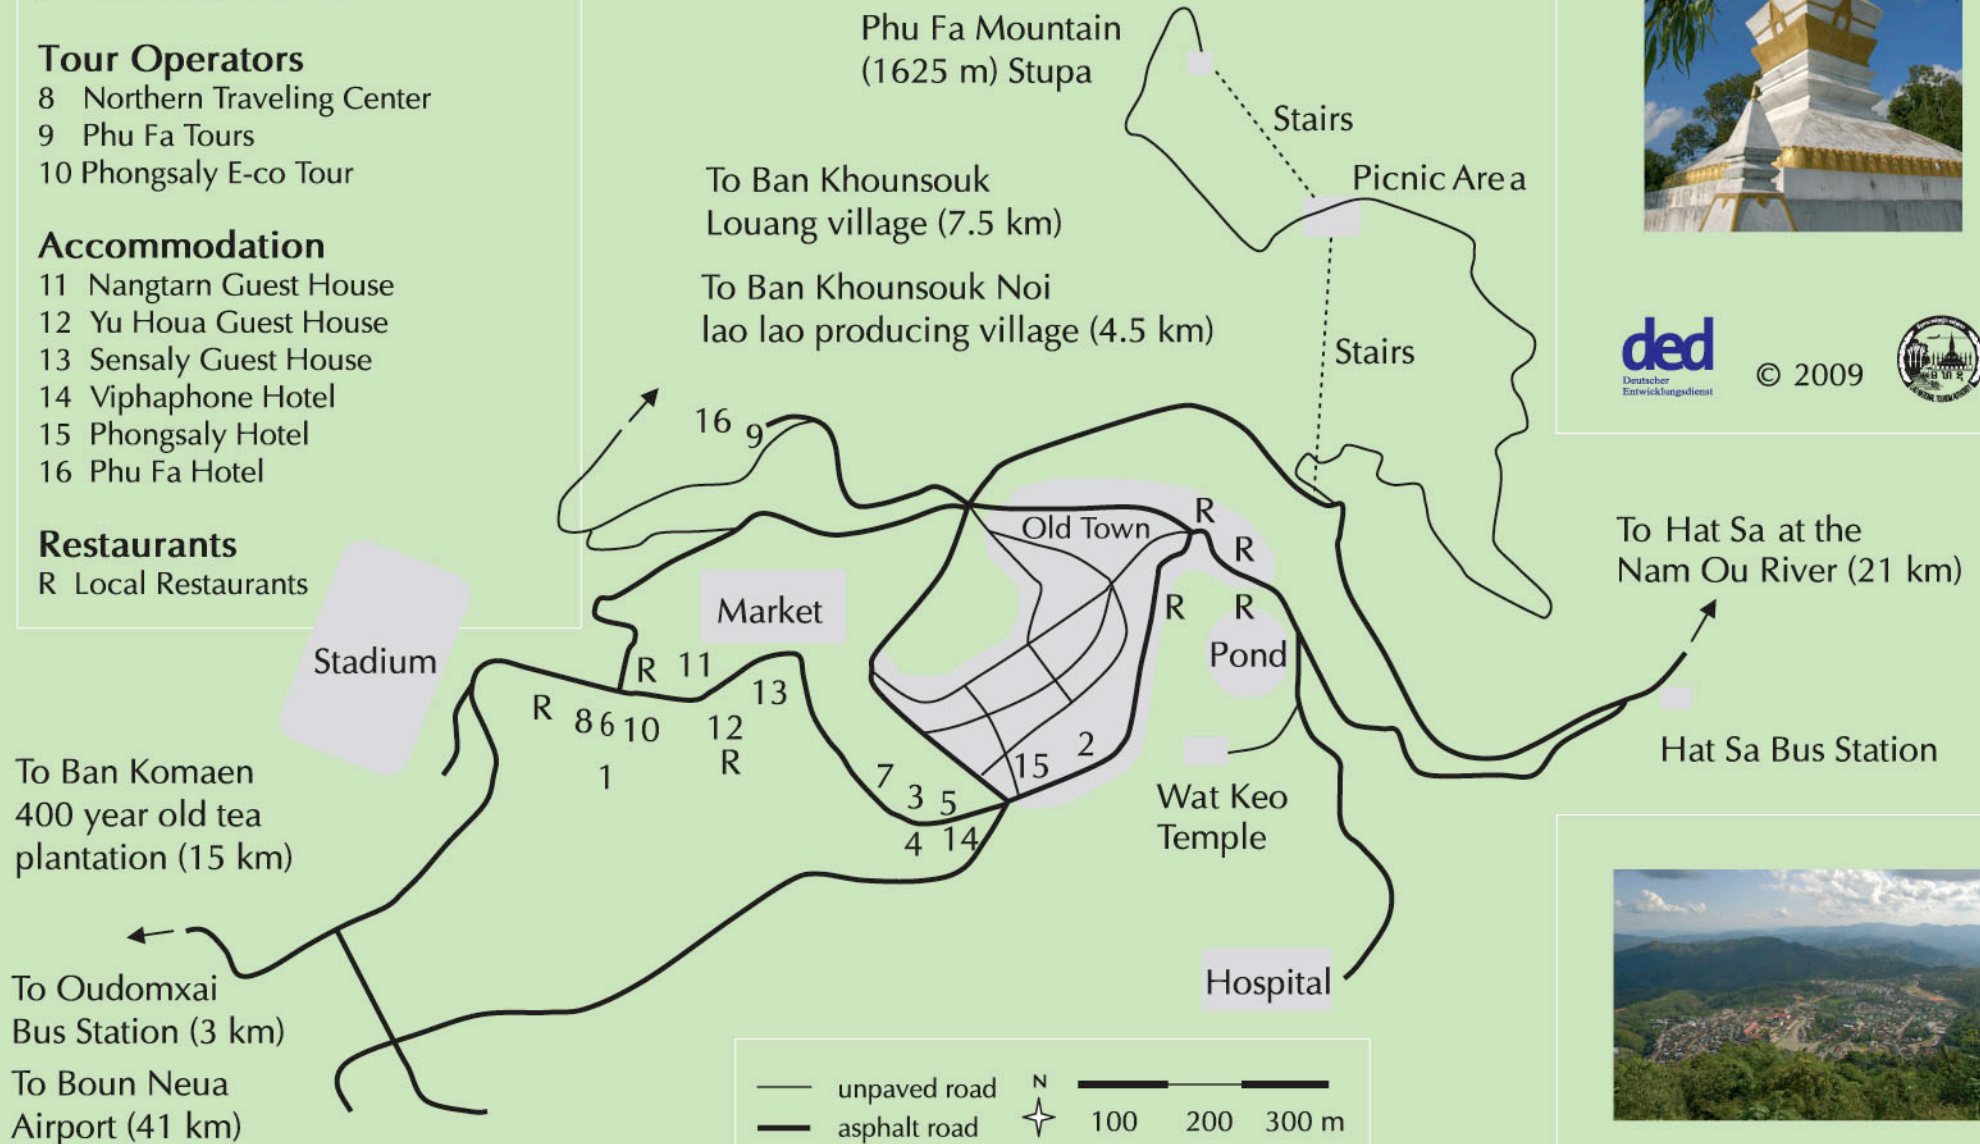 Tour Operators
8 Northern Traveling Center
9 Phu Fa Tours
10 Phongsaly E-co Tour
Accommodation
11 Nangtarn Guest House
12 Yu Houa Guest House
13 Sensaly Guest House
14 Viphaphone Hotel
15 Phongsaly Hotel
16 Phu Fa Hotel
Restaurants
R Local Restaurants
Phu Fa Mountain
(1625 m) Stupa
Stairs
Picnic Area
To Ban Khounsouk
Louang village (7.5 km)
To Ban Khounsouk Noi
lao lao producing village (4.5 km)
Stairs
ded
Deutscher
Entwicklungsdienst
© 2009
16
9
Old Town
R
R
R
R
Pond
To Hat Sa at the
Nam Ou River (21 km)
Hat Sa Bus Station
Market
Stadium
R 11
13
R
8 6 10
12
R
1
7
3 5
4 14
15
2
Wat Keo
Temple
To Ban Komaen
400 year old tea
plantation (15 km)
To Oudomxai
Bus Station (3 km)
To Boun Neua
Airport (41 km)
Hospital
unpaved road
asphalt road
N
100 200 300 m